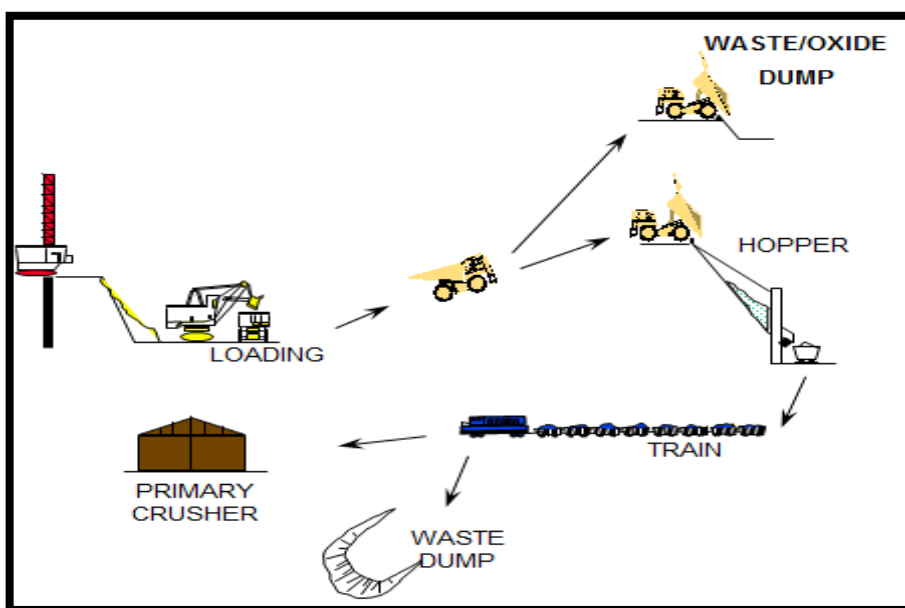 WASTE/OXIDE
DUMP
HOPPER
LOADING
TRAIN
PRIMARY
CRUSHER
WASTE
DUMP